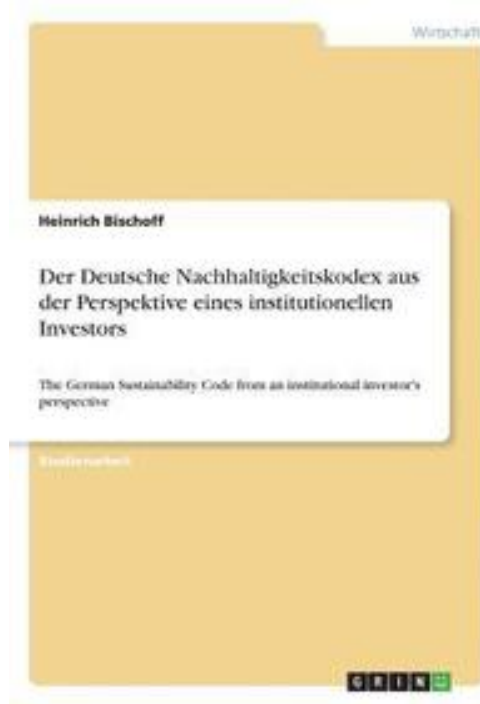 Wirtschaft
Heinrich Bischoff
Der Deutsche Nachhaltigkeitskodex aus
der Perspektive eines institutionellen
Investors
The German Sustainability Code from an institutional investor's
perspective
Studienarbeit
GRIN